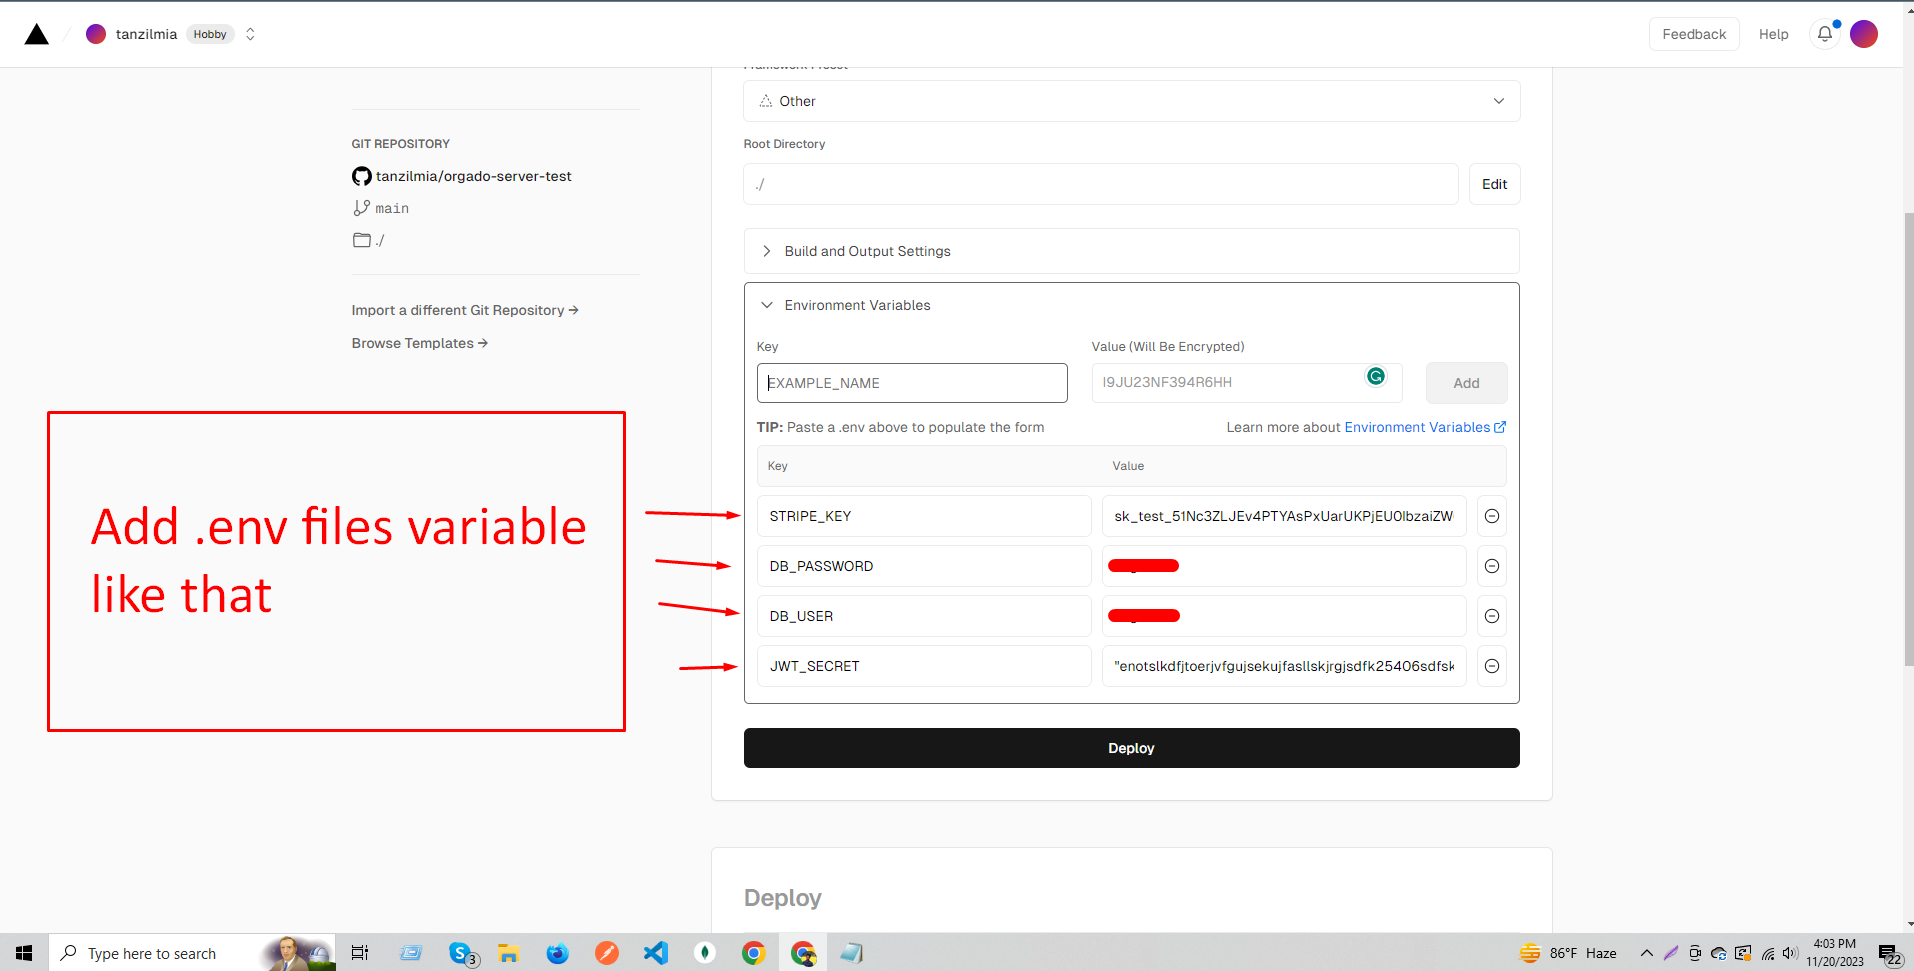 tanzilmia Hobby
Feedback Help
Other
Root Directory
./
Edit
GIT REPOSITORY
tanzilmia/orgado-server-test
main
./
Import a different Git Repository →
Browse Templates →
Build and Output Settings
Environment Variables
Key
Value (Will Be Encrypted)
EXAMPLE_NAME
I9JU23NF394R6HH
Add
TIP: Paste a .env above to populate the form
Learn more about Environment Variables
Key
Value
STRIPE_KEY
sk_test_51Nc3ZLJEv4PTYAsPxUarUKPjEU0IbzaiZW
DB_PASSWORD
DB_USER
JWT_SECRET
"enotslkdfjtoerjvfgujsekujfasllskjrgjsdfk25406sdfsk
Add .env files variable
like that
Deploy
Deploy
Type here to search
3
86°F Haze
4:03 PM
11/20/2023
22